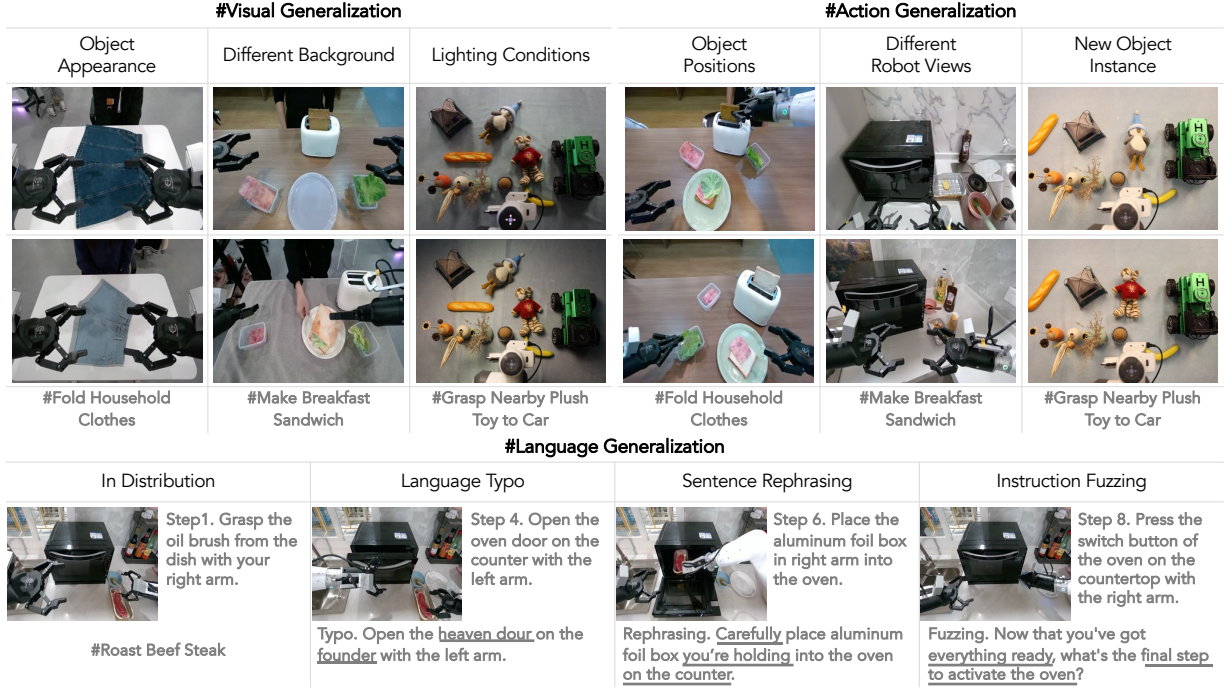 #Visual Generalization
#Action Generalization
Object
Appearance
Different Background
Lighting Conditions
Object
Positions
Different
Robot Views
New Object
Instance
H
H
H
H
#Fold Household
Clothes
#Make Breakfast
Sandwich
#Grasp Nearby Plush
Toy to Car
#Fold Household
Clothes
#Make Breakfast
Sandwich
#Grasp Nearby Plush
Toy to Car
#Language Generalization
In Distribution
Language Typo
Sentence Rephrasing
Instruction Fuzzing
Step1. Grasp the
oil brush from the
dish with your
right arm.
#Roast Beef Steak
Step 4. Open the
oven door on the
counter with the
left arm.
Typo. Open the heaven dour on the
founder with the left arm.
Step 6. Place the
aluminum foil box
in right arm into
the oven.
Rephrasing. Carefully place aluminum
foil box you're holding into the oven
on the counter.
Step 8. Press the
switch button of
the oven on the
countertop with
the right arm.
Fuzzing. Now that you've got
everything ready, what's the final step
to activate the oven?